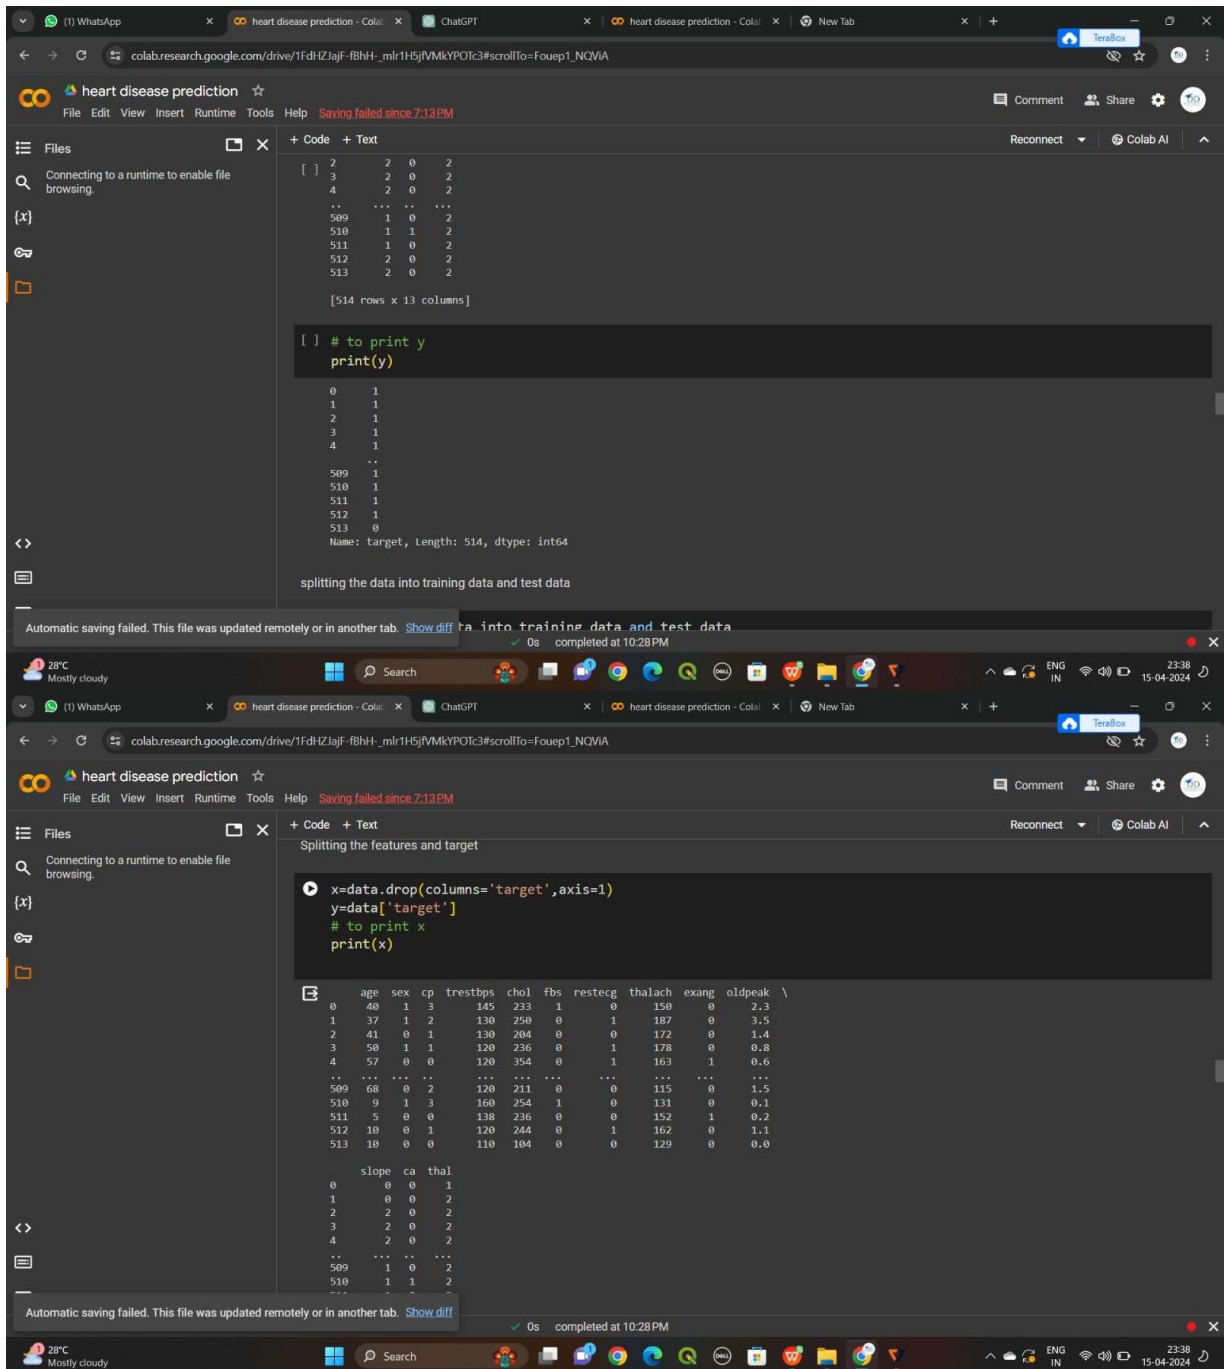 (1) WhatsApp
heart disease prediction - Colab
ChatGPT
heart disease prediction - Colab
New Tab
TeraBox
colab.research.google.com/drive/1FdHZJajF-fBhH-_mlr1H5jfVMkYPOTc3#scrollTo=Fouep1_NQViA
heart disease prediction
Comment Share
File Edit View Insert Runtime Tools Help Saving failed since 7:13 PM
+ Code + Text
Reconnect Colab AI
Files
Connecting to a runtime to enable file
browsing.
{x}
[ ]
2 2 0 2
3 2 0 2
4 2 0 2
.. ... .. ...
509 1 0 2
510 1 1 2
511 1 0 2
512 2 0 2
513 2 0 2
[514 rows x 13 columns]
[ ] # to print y
print(y)
0 1
1 1
2 1
3 1
4 1
..
509 1
510 1
511 1
512 1
513 0
Name: target, Length: 514, dtype: int64
splitting the data into training data and test data
ta into training data and test data
Automatic saving failed. This file was updated remotely or in another tab. Show diff
0s completed at 10:28 PM
1
28°C
Mostly cloudy
Search
ENG
IN
23:38
15-04-2024
(1) WhatsApp
heart disease prediction - Colab
ChatGPT
heart disease prediction - Colab
New Tab
TeraBox
colab.research.google.com/drive/1FdHZJajF-fBhH-_mlr1H5jfVMkYPOTc3#scrollTo=Fouep1_NQViA
heart disease prediction
Comment Share
File Edit View Insert Runtime Tools Help Saving failed since 7:13 PM
+ Code + Text
Reconnect Colab AI
Files
Connecting to a runtime to enable file
browsing.
{x}
Splitting the features and target
x=data.drop(columns='target',axis=1)
y=data['target']
# to print x
print(x)
age sex cp trestbps chol fbs restecg thalach exang oldpeak \
0 40 1 3 145 233 1 0 150 0 2.3
1 37 1 2 130 250 0 1 187 0 3.5
2 41 0 1 130 204 0 0 172 0 1.4
3 50 1 1 120 236 0 1 178 0 0.8
4 57 0 0 120 354 0 1 163 1 0.6
.. ... ... .. ... ... ... ... ... ... ...
509 68 0 2 120 211 0 0 115 0 1.5
510 9 1 3 160 254 1 0 131 0 0.1
511 5 0 0 138 236 0 0 152 1 0.2
512 10 0 1 120 244 0 1 162 0 1.1
513 10 0 0 110 104 0 0 129 0 0.0
slope ca thal
0 0 0 1
1 0 0 2
2 2 0 2
3 2 0 2
4 2 0 2
.. ... .. ...
509 1 0 2
510 1 1 2
Automatic saving failed. This file was updated remotely or in another tab. Show diff
0s completed at 10:28 PM
1
28°C
Mostly cloudy
Search
ENG
IN
23:38
15-04-2024